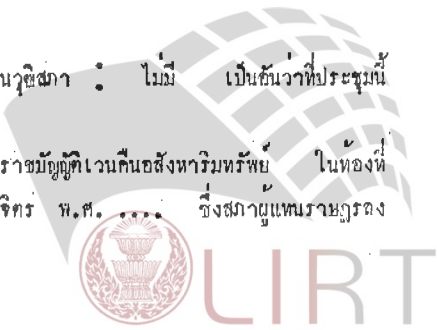 นวุฒิสภา : ไม่มี เป็นอันว่าที่ประชุมนี้
ราชบัญญัติเวนคืนอสังหาริมทรัพย์ ในท้องที่
จิตร พ.ศ. .... ซึ่งสภาผู้แทนราษฎรลง
LIRT